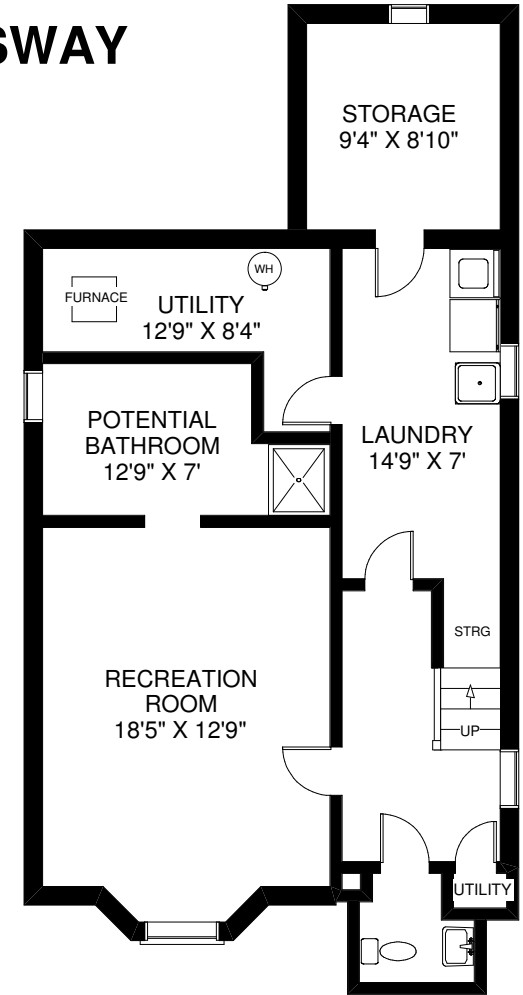 SWAY
STORAGE
9'4" X 8'10"
WH
FURNACE
UTILITY
12'9" X 8'4"
POTENTIAL
BATHROOM
12'9" X 7'
LAUNDRY
14'9" X 7'
STRG
RECREATION
ROOM
18'5" X 12'9"
UP
UTILITY